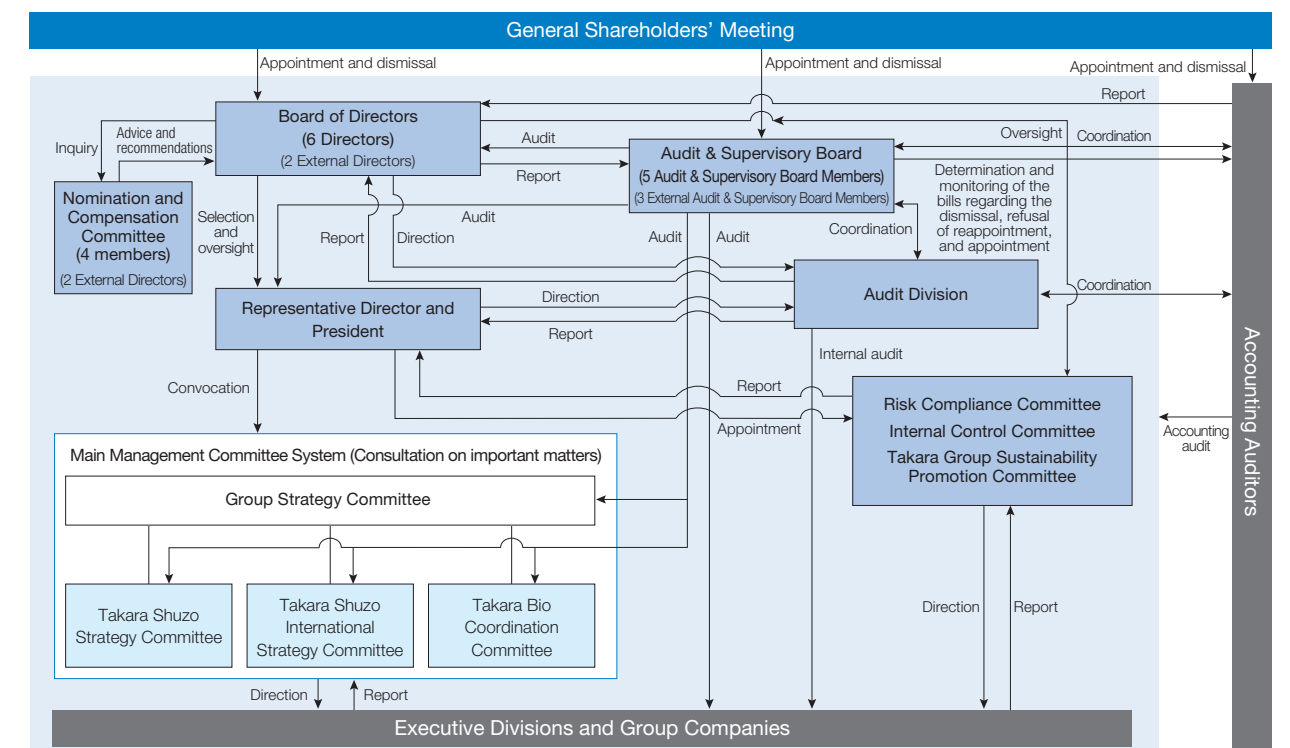 General Shareholders' Meeting
Appointment and dismissal
Appointment and dismissal
Appointment and dismissal
Report
Board of Directors
(6 Directors)
(2 External Directors)
Inquiry
Advice and
recommendations
Audit
Report
Audit & Supervisory Board
(5 Audit & Supervisory Board Members)
(3 External Audit & Supervisory Board Members)
Oversight
Coordination
Determination and
monitoring of the
bills regarding the
dismissal, refusal
of reappointment,
and appointment
Nomination and
Compensation
Committee
(4 members)
(2 External Directors)
Selection
and
oversight
Audit
Report
Direction
Audit
Audit
Coordination
Audit Division
Coordination
Representative Director and
President
Direction
Report
Internal audit
Convocation
Report
Appointment
Risk Compliance Committee
Internal Control Committee
Takara Group Sustainability
Promotion Committee
Accounting
audit
Accounting Auditors
Main Management Committee System (Consultation on important matters)
Group Strategy Committee
Takara Shuzo
Strategy Committee
Takara Shuzo
International
Strategy Committee
Takara Bio
Coordination
Committee
Direction
Report
Direction
Report
Executive Divisions and Group Companies